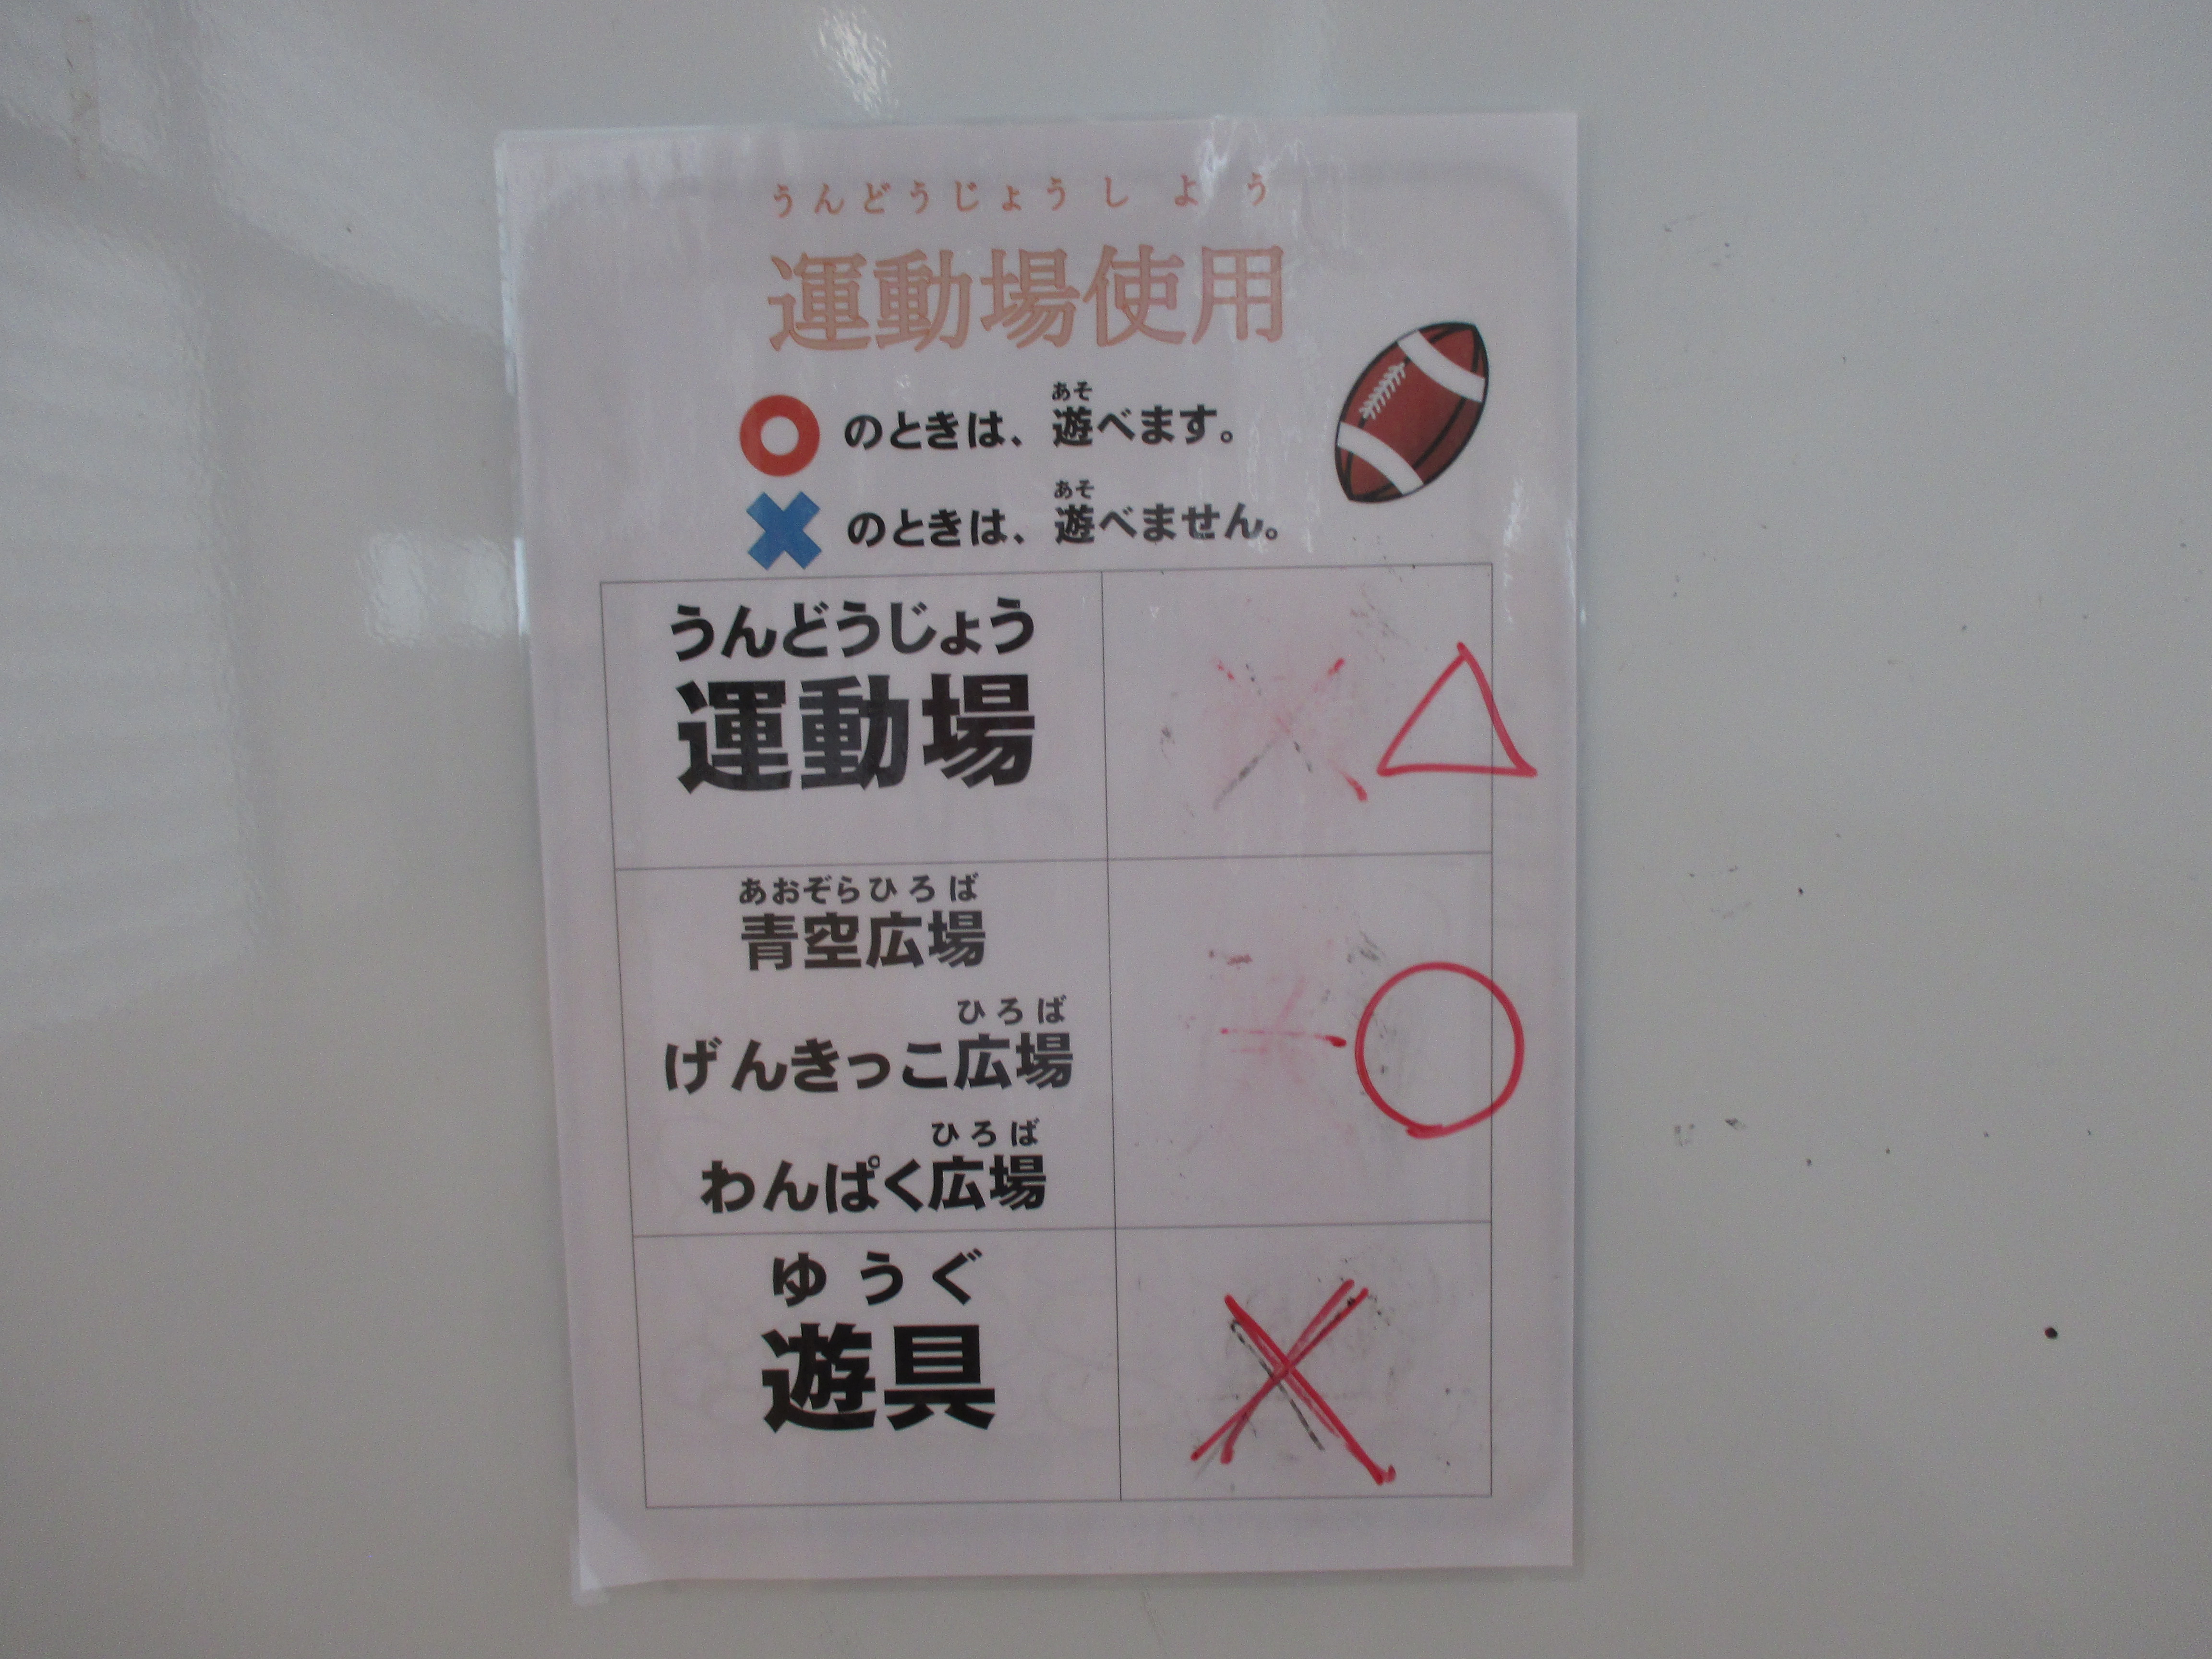 うんどうじょうしよう
運動場使用
あそ
○のときは、遊べます。
あそ
×のときは、遊べません。
うんどうじょう
運動場
△
あおぞらひろば
青空広場
ひろば
げんきっこ広場
○
ひろば
わんぱく広場
ゆうぐ
遊具
×